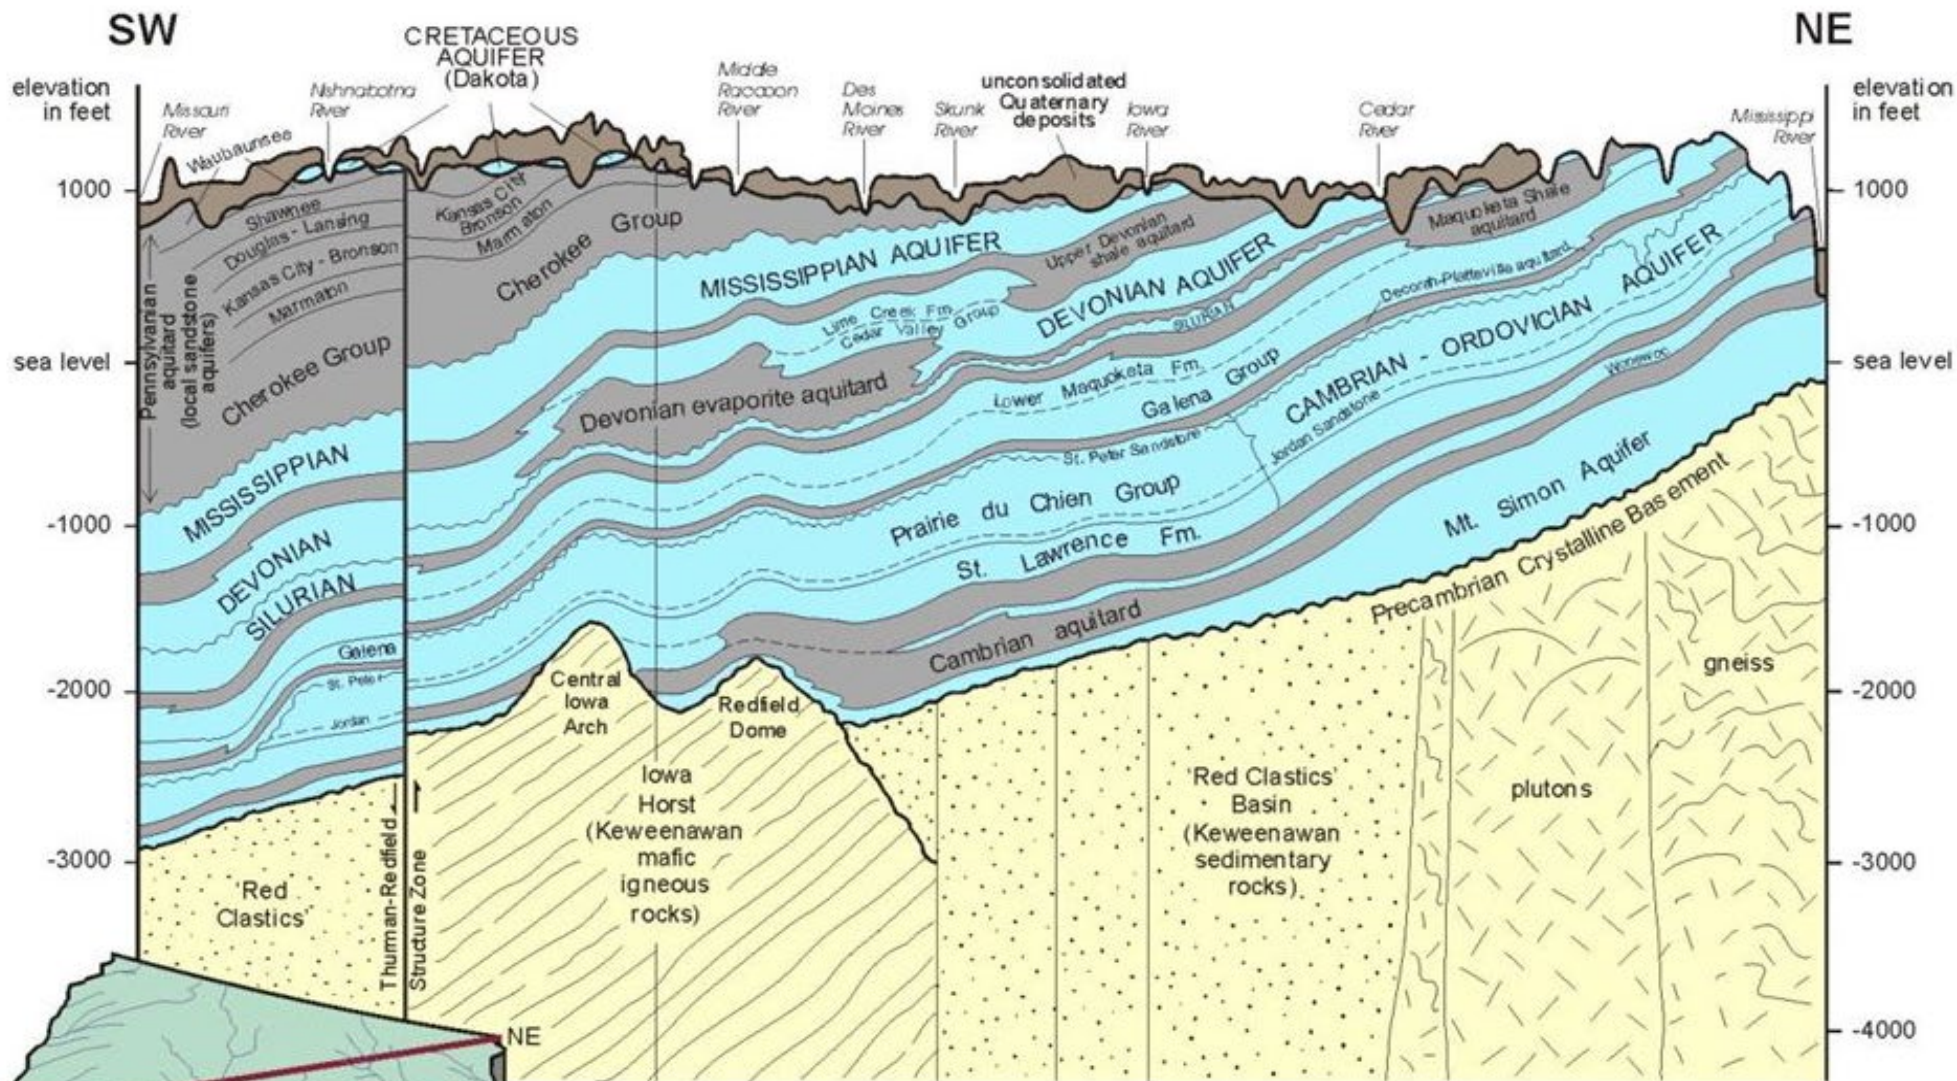 SW
NE
CRETACEOUS
AQUIFER
(Dakota)
elevation
in feet
Missouri
River
Nishnabotna
River
Middle
Raccoon
River
Des
Moines
River
Skunk
River
unconsolidated
Quaternary
deposits
Iowa
River
Cedar
River
Mississippi
River
elevation
in feet
Waubaunsee
1000
sea level
-1000
-2000
-3000
1000
sea level
-1000
-2000
-3000
-4000
Shawnee
Douglas - Lansing
Kansas City - Bronson
Marmaton
Cherokee Group
Pennsylvanian
aquitard
(local sandstone
aquifers)
Kansas City
Bronson
Marmaton
Cherokee Group
MISSISSIPPIAN
DEVONIAN
SILURIAN
Galena
St. Peter
Jordan
MISSISSIPPIAN AQUIFER
Upper Devonian
shale aquitard
Maquoketa Shale
aquitard
Lime Creek Fm.
Cedar Valley Group
DEVONIAN AQUIFER
SILURIAN
Decorah-Platteville aquitard
Devonian evaporite aquitard
Lower Maquoketa Fm.
Galena Group
CAMBRIAN - ORDOVICIAN AQUIFER
St. Peter Sandstone
Jordan Sandstone
Wonewoc
Prairie du Chien Group
St. Lawrence Fm.
Mt. Simon Aquifer
Cambrian aquitard
Precambrian Crystalline Basement
Central
Iowa
Arch
Redfield
Dome
Iowa
Horst
(Keweenawan
mafic
igneous
rocks)
'Red Clastics'
Basin
(Keweenawan
sedimentary
rocks)
plutons
gneiss
'Red
Clastics'
Thurman-Redfield
Structure Zone
NE